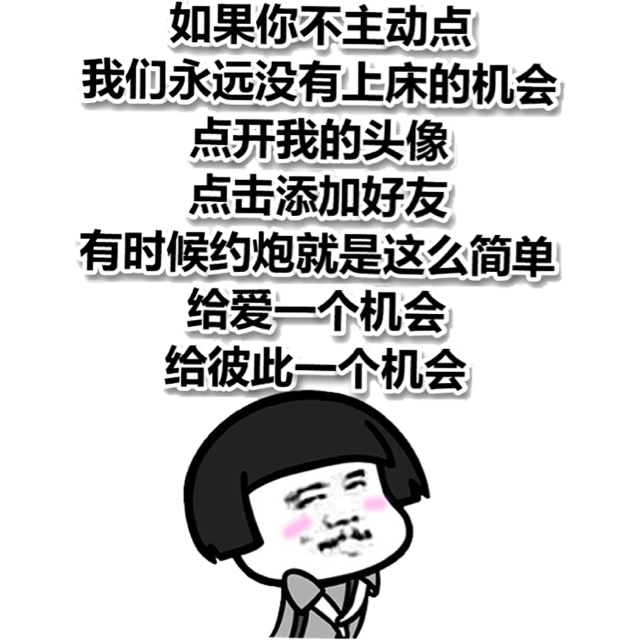 如果你不主动点
我们永远没有上床的机会
点开我的头像
点击添加好友
有时候约炮就是这么简单
给爱一个机会
给彼此一个机会